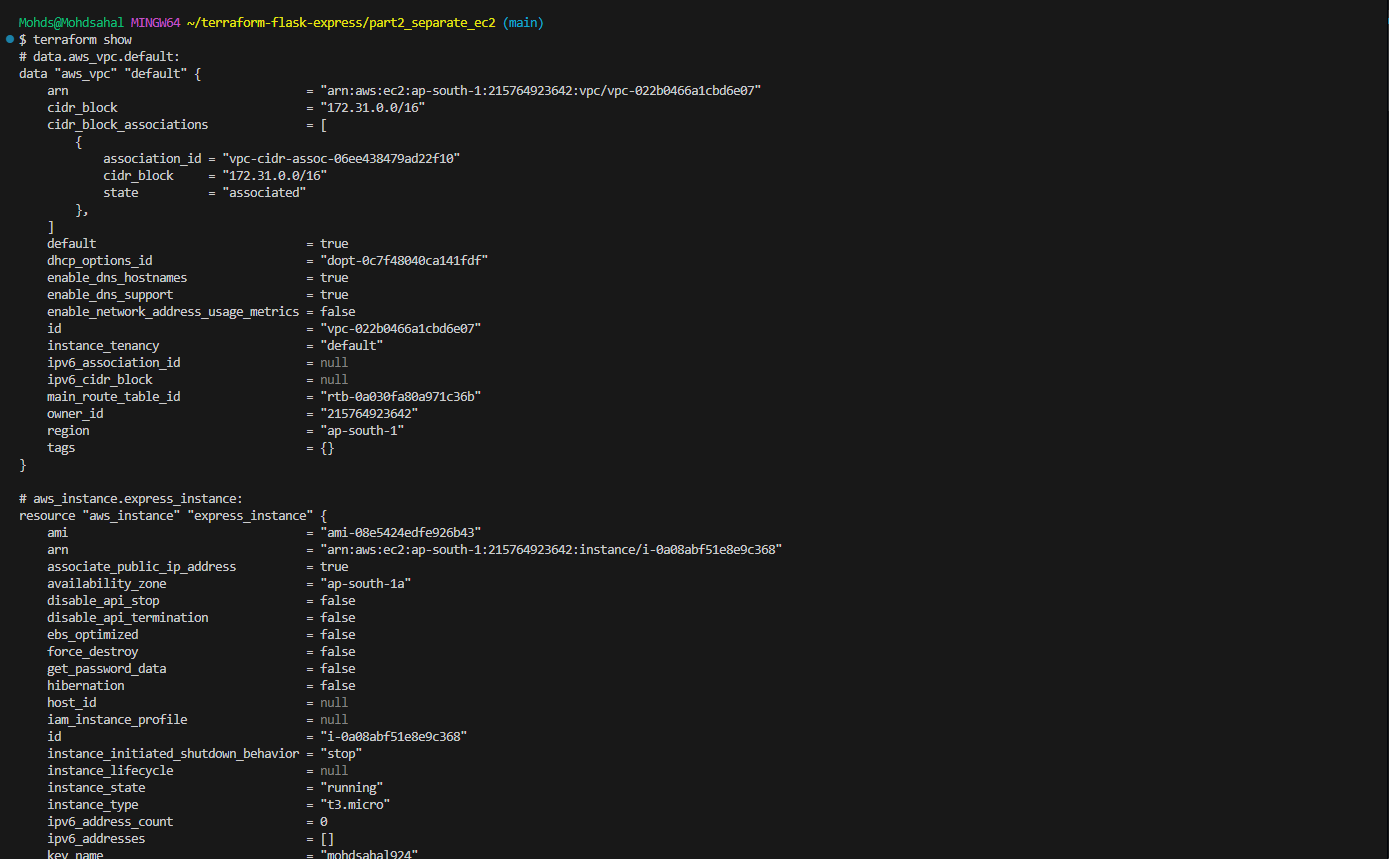 Mohds@Mohdsahal MINGW64 ~/terraform-flask-express/part2_separate_ec2 (main)
$ terraform show
# data.aws_vpc.default:
data "aws_vpc" "default" {
    arn                                  = "arn:aws:ec2:ap-south-1:215764923642:vpc/vpc-022b0466a1cbd6e07"
    cidr_block                           = "172.31.0.0/16"
    cidr_block_associations              = [
        {
            association_id = "vpc-cidr-assoc-06ee438479ad22f10"
            cidr_block     = "172.31.0.0/16"
            state          = "associated"
        },
    ]
    default                              = true
    dhcp_options_id                      = "dopt-0c7f48040ca141fdf"
    enable_dns_hostnames                 = true
    enable_dns_support                   = true
    enable_network_address_usage_metrics = false
    id                                   = "vpc-022b0466a1cbd6e07"
    instance_tenancy                     = "default"
    ipv6_association_id                  = null
    ipv6_cidr_block                      = null
    main_route_table_id                  = "rtb-0a030fa80a971c36b"
    owner_id                             = "215764923642"
    region                               = "ap-south-1"
    tags                                 = {}
}

# aws_instance.express_instance:
resource "aws_instance" "express_instance" {
    ami                                  = "ami-08e5424edfe926b43"
    arn                                  = "arn:aws:ec2:ap-south-1:215764923642:instance/i-0a08abf51e8e9c368"
    associate_public_ip_address          = true
    availability_zone                    = "ap-south-1a"
    disable_api_stop                     = false
    disable_api_termination              = false
    ebs_optimized                        = false
    force_destroy                        = false
    get_password_data                    = false
    hibernation                          = false
    host_id                              = null
    iam_instance_profile                 = null
    id                                   = "i-0a08abf51e8e9c368"
    instance_initiated_shutdown_behavior = "stop"
    instance_lifecycle                   = null
    instance_state                       = "running"
    instance_type                        = "t3.micro"
    ipv6_address_count                   = 0
    ipv6_addresses                       = []
    key_name                             = "mohdsahal924"